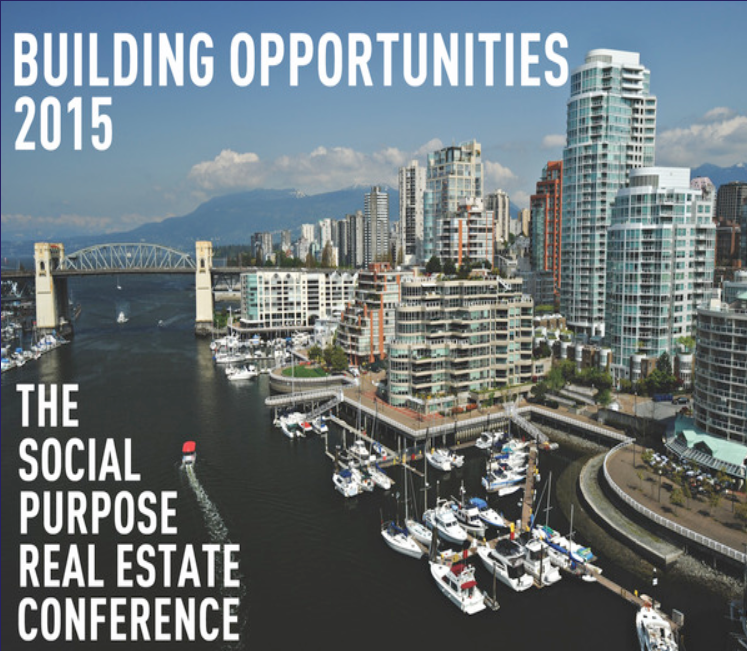 BUILDING OPPORTUNITIES
2015
THE
SOCIAL
PURPOSE
REAL ESTATE
CONFERENCE